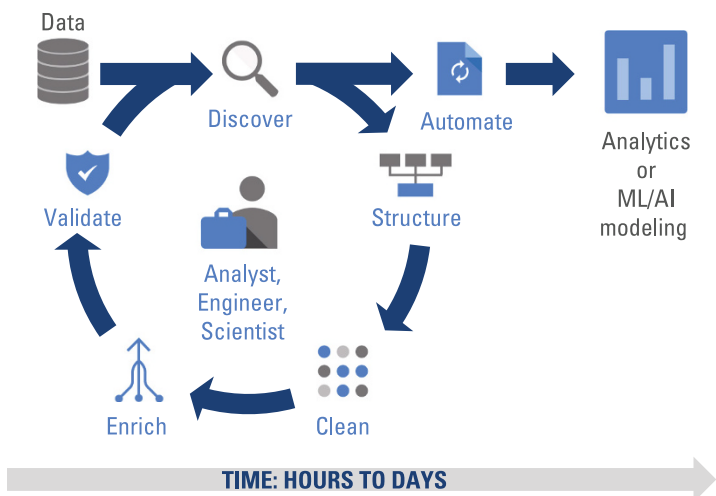 Data
Discover
Automate
Analytics
or
ML/AI
modeling
Validate
Structure
Analyst,
Engineer,
Scientist
Enrich
Clean
TIME: HOURS TO DAYS